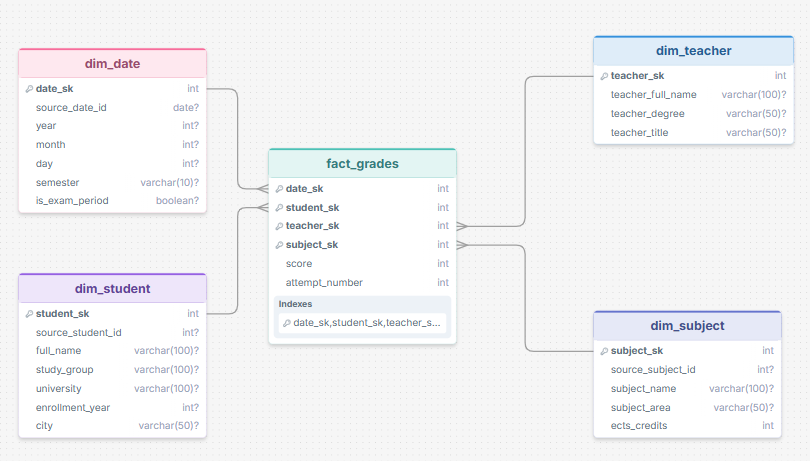 dim_date
date_sk int
source_date_id date?
year int?
month int?
day int?
semester varchar(10)?
is_exam_period boolean?
dim_student
student_sk int
source_student_id int?
full_name varchar(100)?
study_group varchar(100)?
university varchar(100)?
enrollment_year int?
city varchar(50)?
fact_grades
date_sk int
student_sk int
teacher_sk int
subject_sk int
score int
attempt_number int
Indexes
date_sk,student_sk,teacher_s...
dim_teacher
teacher_sk int
teacher_full_name varchar(100)?
teacher_degree varchar(50)?
teacher_title varchar(50)?
dim_subject
subject_sk int
source_subject_id int?
subject_name varchar(100)?
subject_area varchar(50)?
ects_credits int